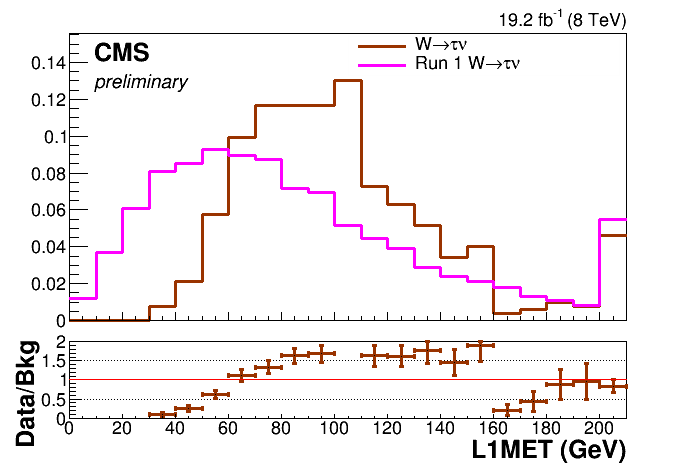 19.2 fb⁻¹ (8 TeV)
CMS
preliminary
W→τν
Run 1 W→τν
0.14
0.12
0.1
0.08
0.06
0.04
0.02
0
Data/Bkg
2
1.5
1
0.5
0
0 20 40 60 80 100 120 140 160 180 200
L1MET (GeV)